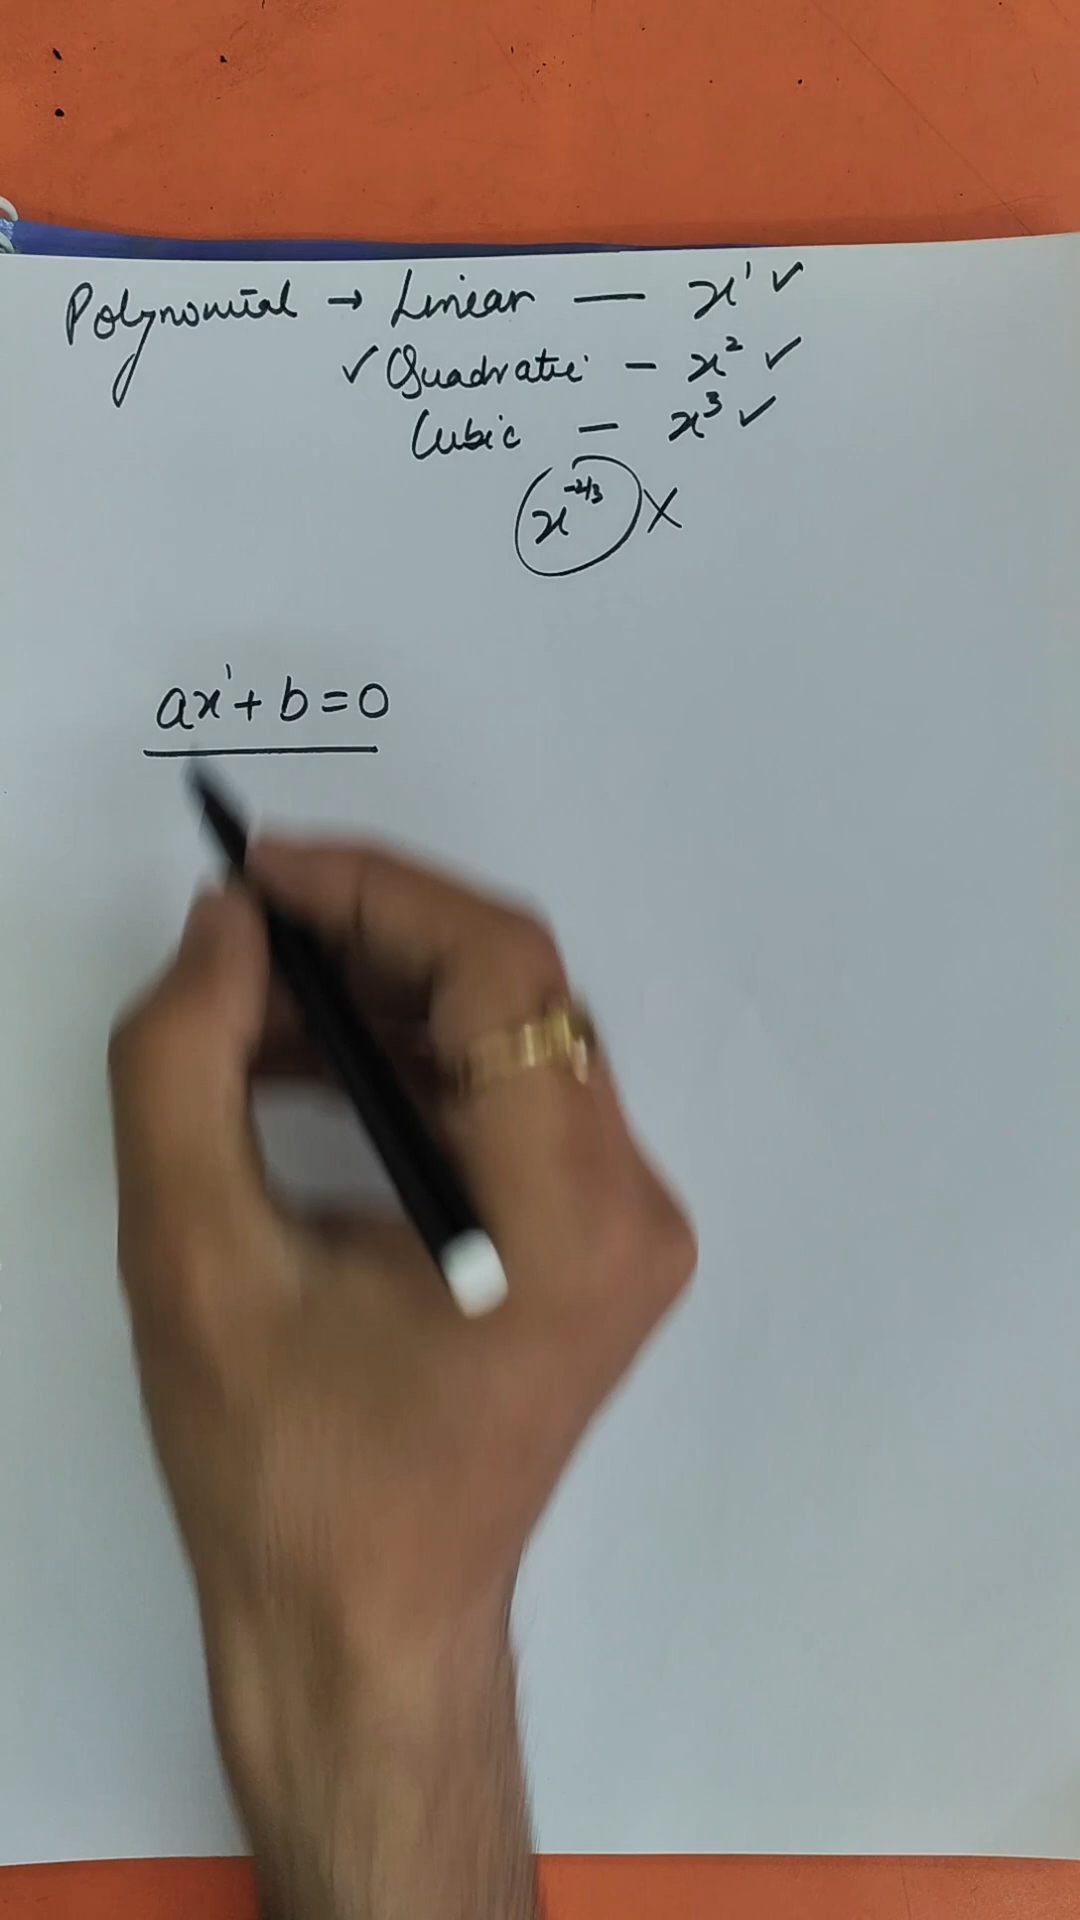 Polynomial → Linear — x¹ ✓
✓ Quadratic – x² ✓
Cubic – x³ ✓
x^-2/3 X
ax¹ + b = 0